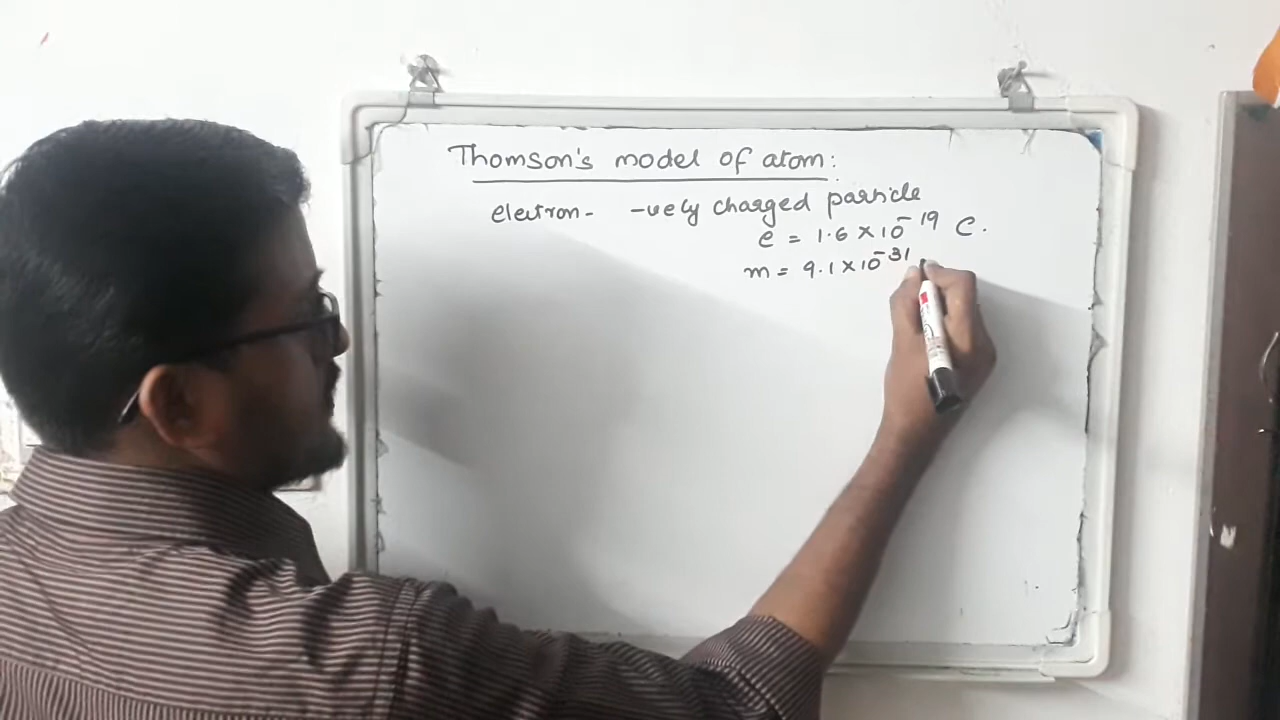 Thomson's model of atom:
electron- -vely charged particle
e = 1.6 × 10⁻¹⁹ C.
m = 9.1 × 10⁻³¹